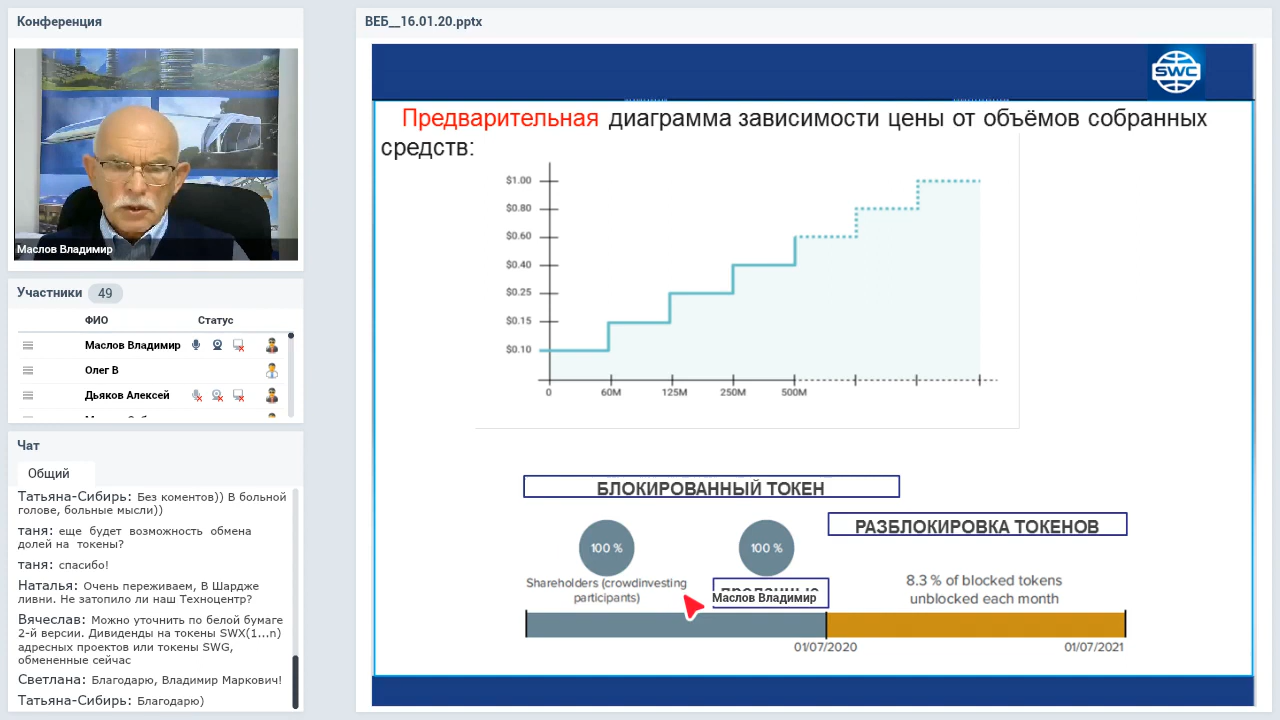 Конференция
Маслов Владимир
Участники 49
ФИО Статус
Маслов Владимир
Олег В
Дьяков Алексей
Чат
Общий
Татьяна-Сибирь: Без коментов)) В больной
голове, больные мысли))
таня: еще будет возможность обмена
долей на токены?
таня: спасибо!
Наталья: Очень переживаем, В Шардже
ливни. Не затопило ли наш Техноцентр?
Вячеслав: Можно уточнить по белой бумаге
2-й версии. Дивиденды на токены SWX(1...n)
адресных проектов или токены SWG,
обмененные сейчас
Светлана: Благодарю, Владимир Маркович!
Татьяна-Сибирь: Благодарю)
ВЕБ__16.01.20.pptx
SWC
Предварительная диаграмма зависимости цены от объёмов собранных
средств:
$1.00
$0.80
$0.60
$0.40
$0.25
$0.15
$0.10
0 60M 125M 250M 500M
БЛОКИРОВАННЫЙ ТОКЕН
РАЗБЛОКИРОВКА ТОКЕНОВ
100 % 100 %
Shareholders (crowdinvesting
participants)
Маслов Владимир
8.3 % of blocked tokens
unblocked each month
01/07/2020 01/07/2021